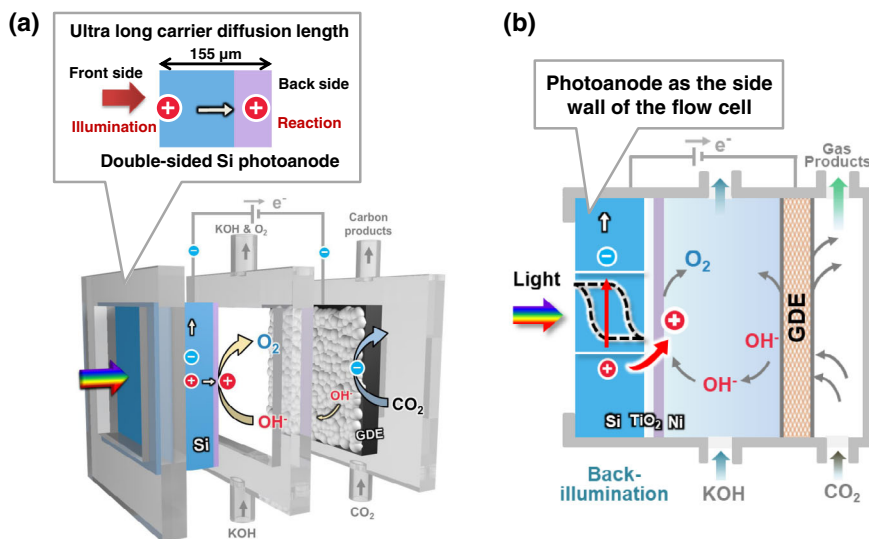 (a)
Ultra long carrier diffusion length
155 µm
Front side
Back side
+
+
Illumination
Reaction
Double-sided Si photoanode
e-
KOH & O2
Carbon
products
−
−
O2
−
+
+
−
OH-
OH-
CO2
Si
GDE
KOH
CO2
(b)
Photoanode as the side
wall of the flow cell
e-
Gas
Products
−
O2
Light
+
GDE
OH-
+
OH-
Si TiO2 Ni
Back-
illumination
KOH
CO2